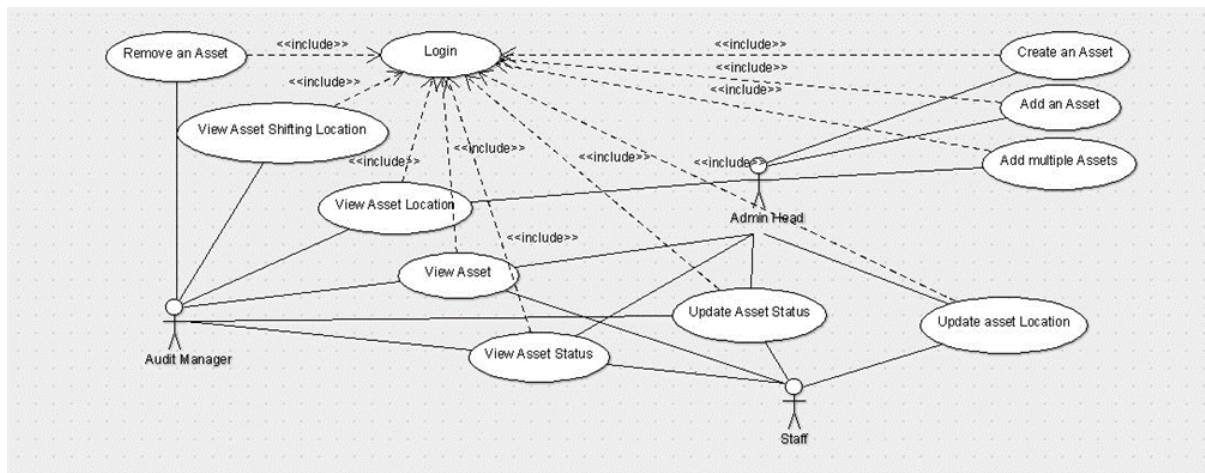 Remove an Asset
<<include>>
Login
<<include>>
Create an Asset
<<include>>
<<include>>
Add an Asset
<<include>>
View Asset Shifting Location
<<include>>
<<include>>
<<include>>
<<include>>
Add multiple Assets
View Asset Location
Admin Head
<<include>>
View Asset
Update Asset Status
Update asset Location
Audit Manager
View Asset Status
Staff